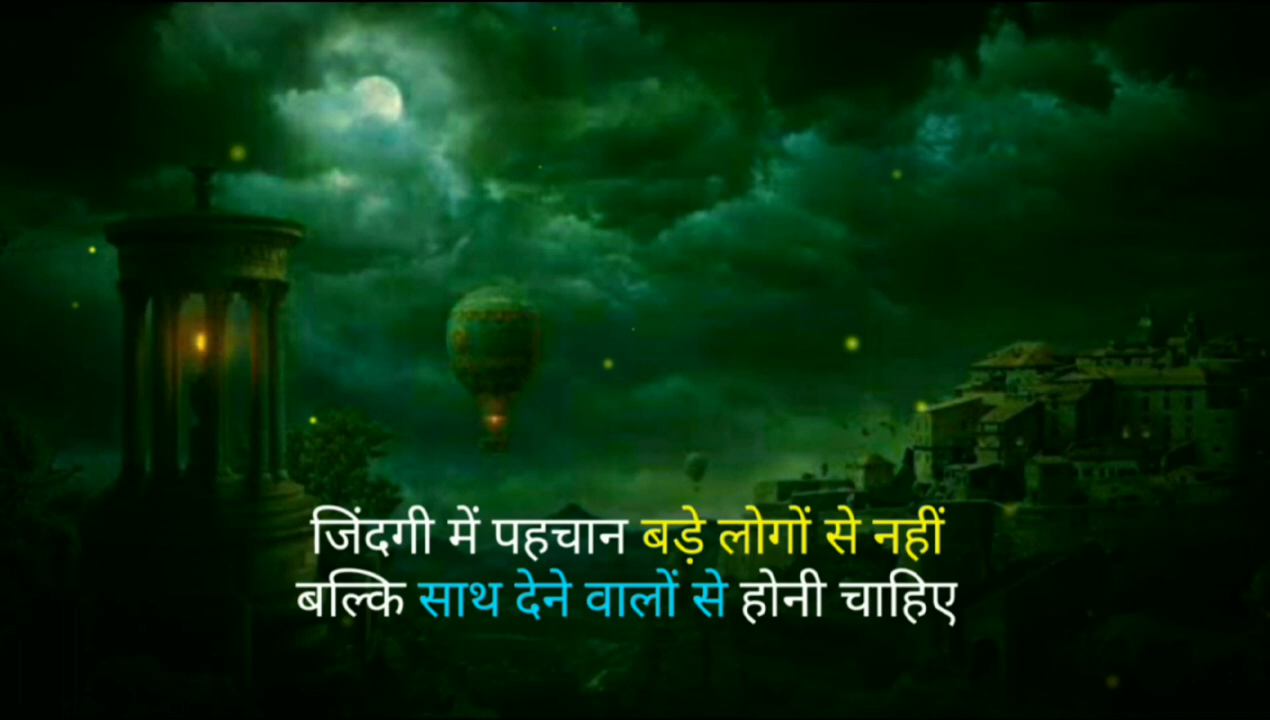 जिंदगी में पहचान बड़े लोगों से नहीं
बल्कि साथ देने वालों से होनी चाहिए